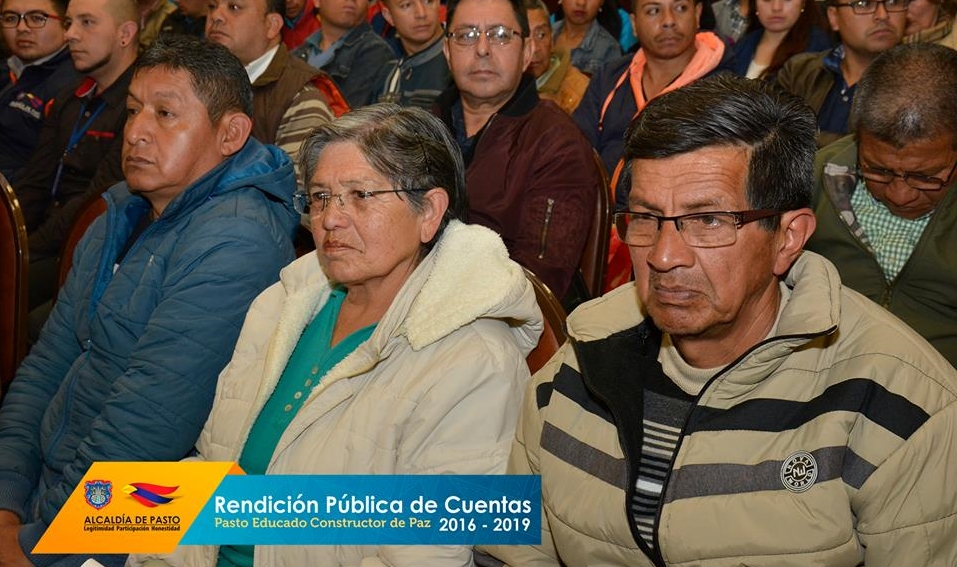 Rendición Pública de Cuentas
Pasto Educado Constructor de Paz 2016 - 2019
ALCALDÍA DE PASTO
Legitimidad Participación Honestidad